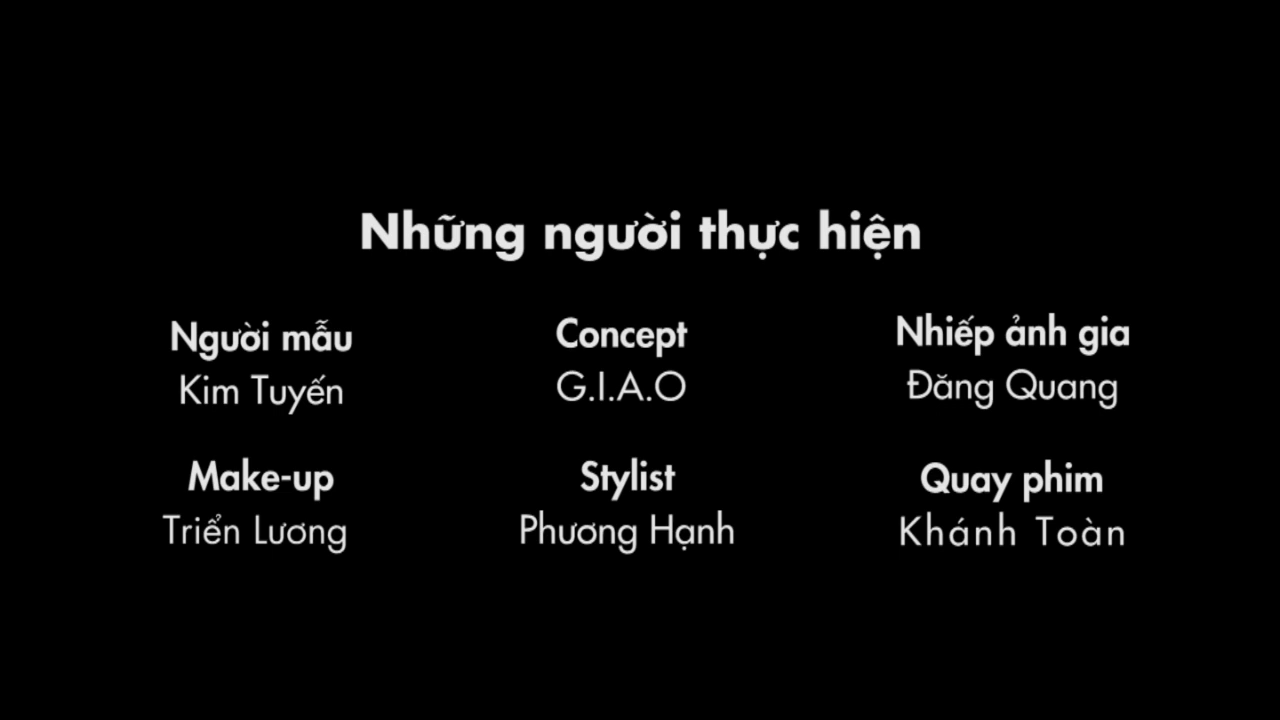 Những người thực hiện
Người mẫu
Kim Tuyến
Concept
G.I.A.O
Nhiếp ảnh gia
Đăng Quang
Make-up
Triển Lương
Stylist
Phương Hạnh
Quay phim
Khánh Toàn